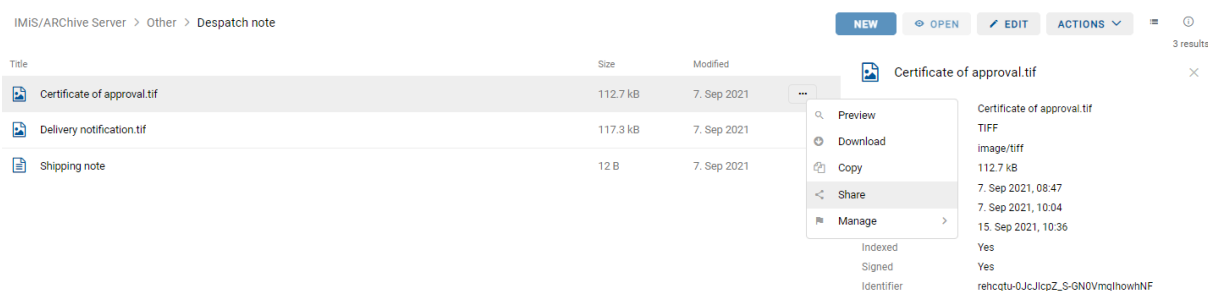 IMiS/ARChive Server > Other > Despatch note
NEW
OPEN
EDIT
ACTIONS
3 results
Title Size Modified
Certificate of approval.tif 112.7 kB 7. Sep 2021
Delivery notification.tif 117.3 kB 7. Sep 2021
Shipping note 12 B 7. Sep 2021
Preview
Download
Copy
Share
Manage
Certificate of approval.tif
Certificate of approval.tif
TIFF
image/tiff
112.7 kB
7. Sep 2021, 08:47
7. Sep 2021, 10:04
15. Sep 2021, 10:36
Indexed Yes
Signed Yes
Identifier